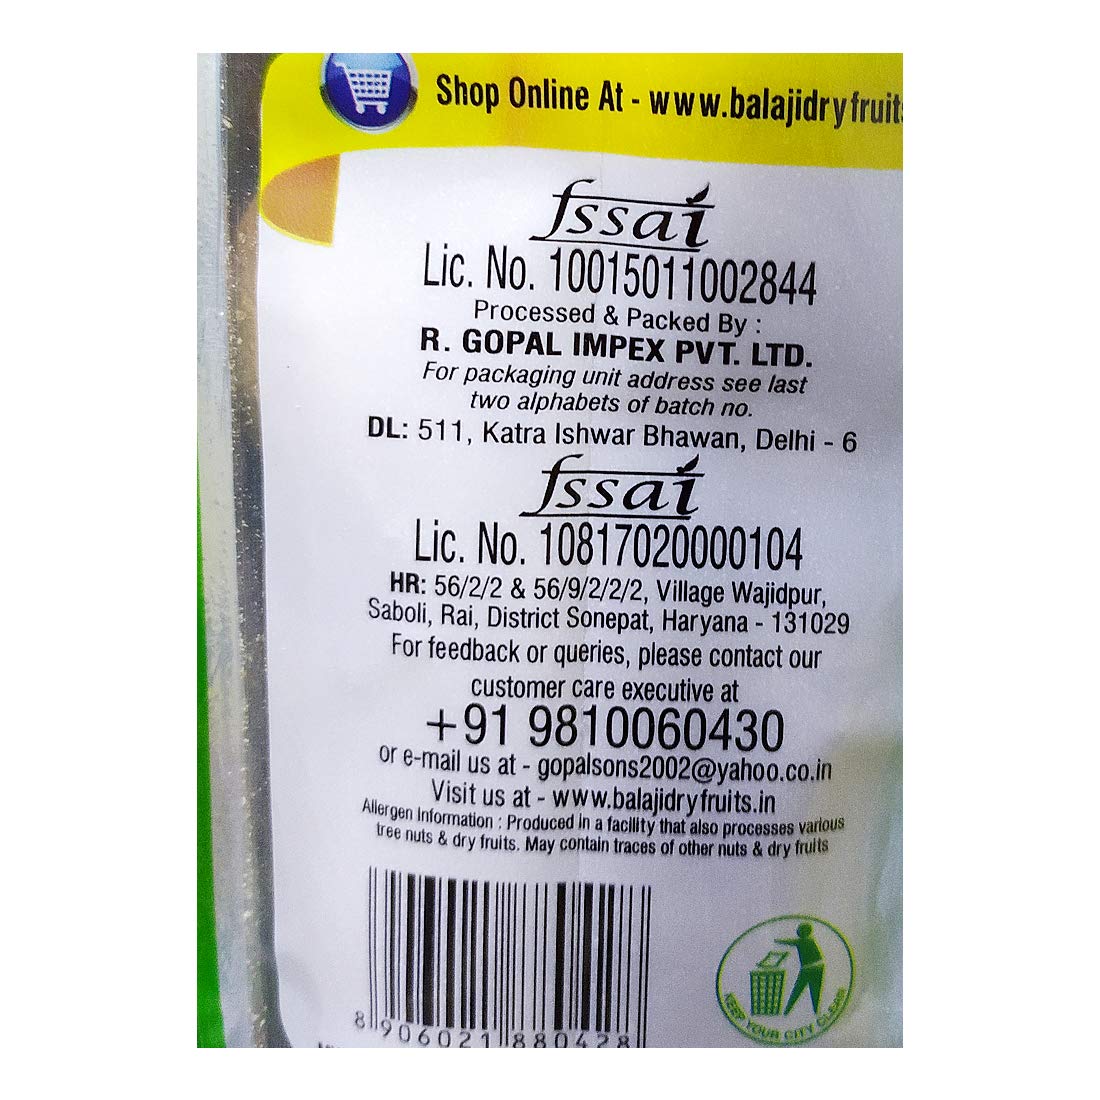 Shop Online At - www.balajidryfruits
fssai
Lic. No. 10015011002844
Processed & Packed By :
R. GOPAL IMPEX PVT. LTD.
For packaging unit address see last
two alphabets of batch no.
DL: 511, Katra Ishwar Bhawan, Delhi - 6
fssai
Lic. No. 10817020000104
HR: 56/2/2 & 56/9/2/2/2, Village Wajidpur,
Saboli, Rai, District Sonepat, Haryana - 131029
For feedback or queries, please contact our
customer care executive at
+91 9810060430
or e-mail us at - gopalsons2002@yahoo.co.in
Visit us at - www.balajidryfruits.in
Allergen Information : Produced in a facility that also processes various
tree nuts & dry fruits. May contain traces of other nuts & dry fruits
8 906021 880428
KEEP YOUR CITY CLEAN